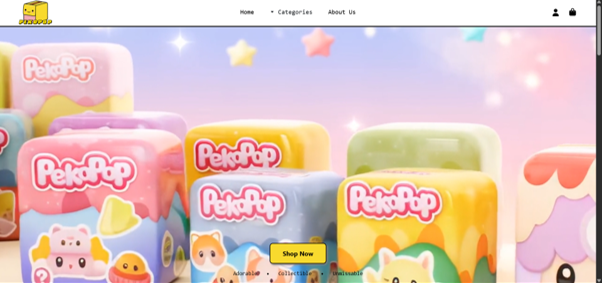 PEKOPOP
Home
Categories
About Us
PekoPop
PekoPop
PekoPop
PekoPop
PekoPop
?
Shop Now
Adorable • collectible • unmissable